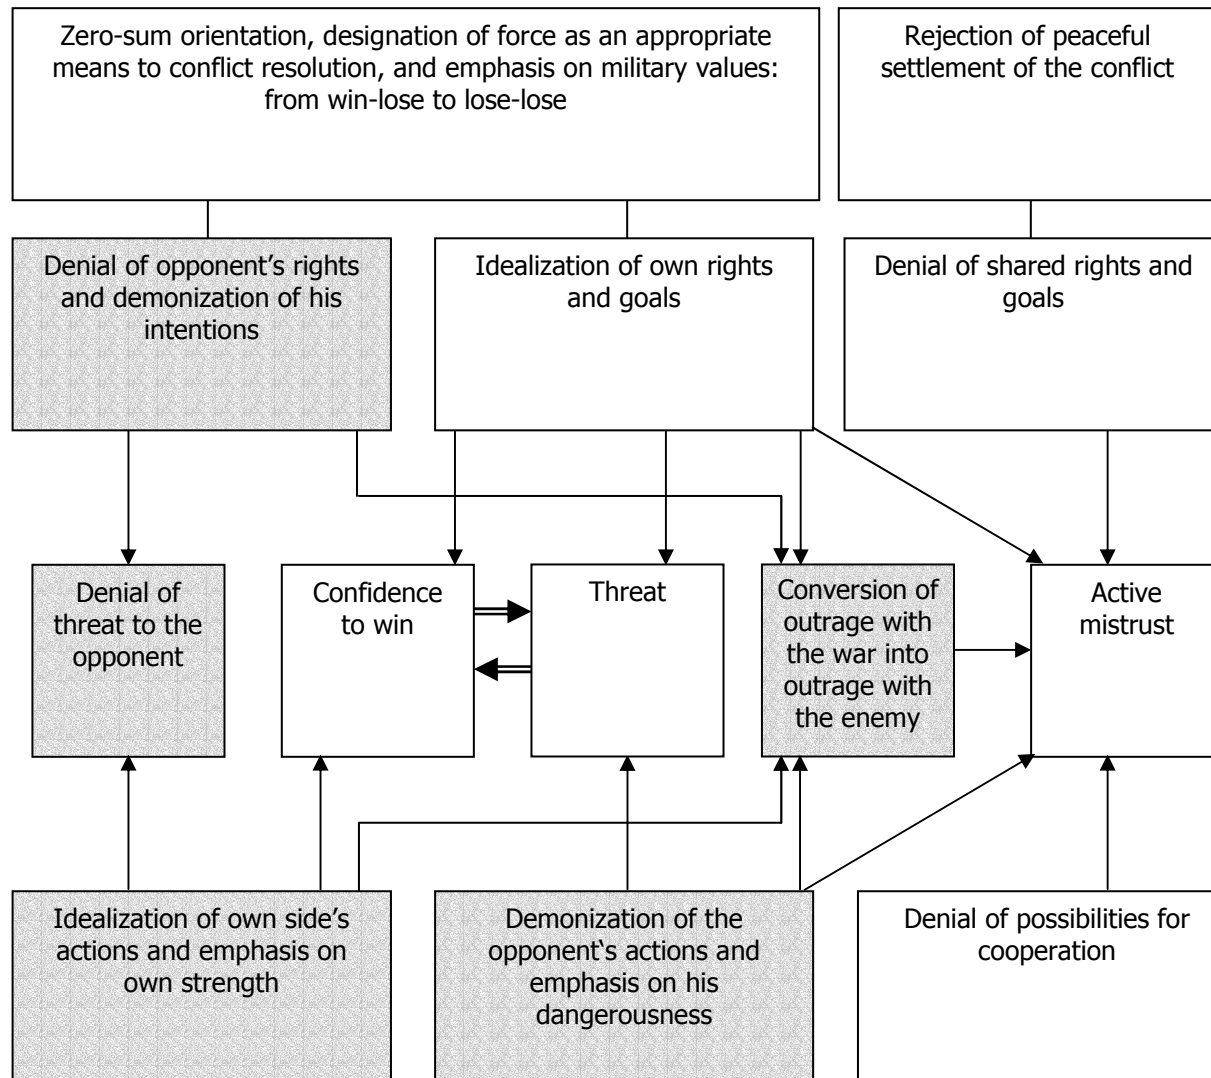 Zero-sum orientation, designation of force as an appropriate
means to conflict resolution, and emphasis on military values:
from win-lose to lose-lose
Rejection of peaceful
settlement of the conflict
Denial of opponent’s rights
and demonization of his
intentions
Idealization of own rights
and goals
Denial of shared rights and
goals
Denial of
threat to the
opponent
Confidence
to win
Threat
Conversion of
outrage with
the war into
outrage with
the enemy
Active
mistrust
Idealization of own side’s
actions and emphasis on
own strength
Demonization of the
opponent‘s actions and
emphasis on his
dangerousness
Denial of possibilities for
cooperation